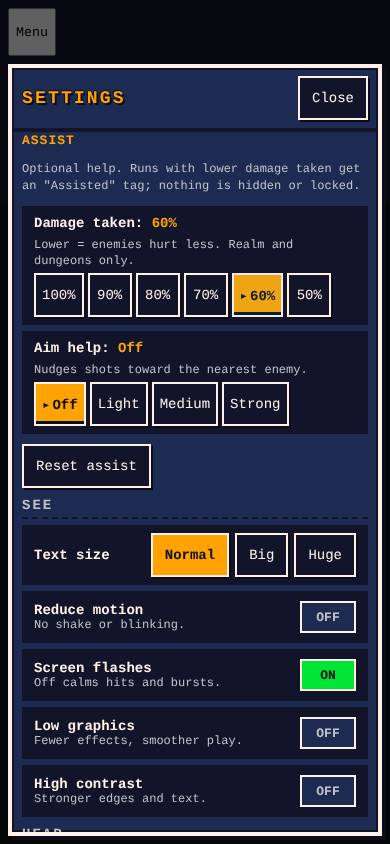 Menu
SETTINGS
Close
ASSIST
Optional help. Runs with lower damage taken get
an "Assisted" tag; nothing is hidden or locked.
Damage taken: 60%
Lower = enemies hurt less. Realm and
dungeons only.
100% 90% 80% 70% ▸60% 50%
Aim help: Off
Nudges shots toward the nearest enemy.
▸Off Light Medium Strong
Reset assist
SEE
Text size Normal Big Huge
Reduce motion
No shake or blinking.
OFF
Screen flashes
Off calms hits and bursts.
ON
Low graphics
Fewer effects, smoother play.
OFF
High contrast
Stronger edges and text.
OFF
HEAR